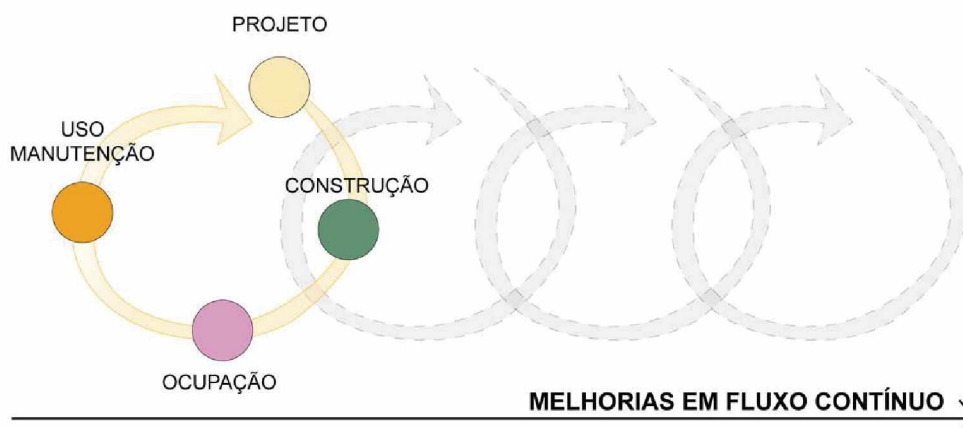 PROJETO
USO
MANUTENÇÃO
CONSTRUÇÃO
OCUPAÇÃO
MELHORIAS EM FLUXO CONTÍNUO